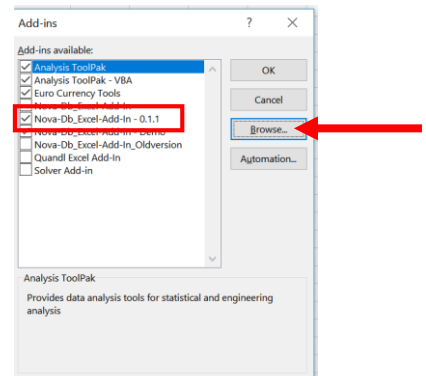 Add-ins
Add-ins available:
Analysis ToolPak
Analysis ToolPak - VBA
Euro Currency Tools
Nova-Db_Excel-Add-In
Nova-Db_Excel-Add-In - 0.1.1
Nova-Db_Excel-Add-In - Demo
Nova-Db_Excel-Add-In_Oldversion
Quandl Excel Add-In
Solver Add-in
OK
Cancel
Browse...
Automation...
Analysis ToolPak
Provides data analysis tools for statistical and engineering
analysis